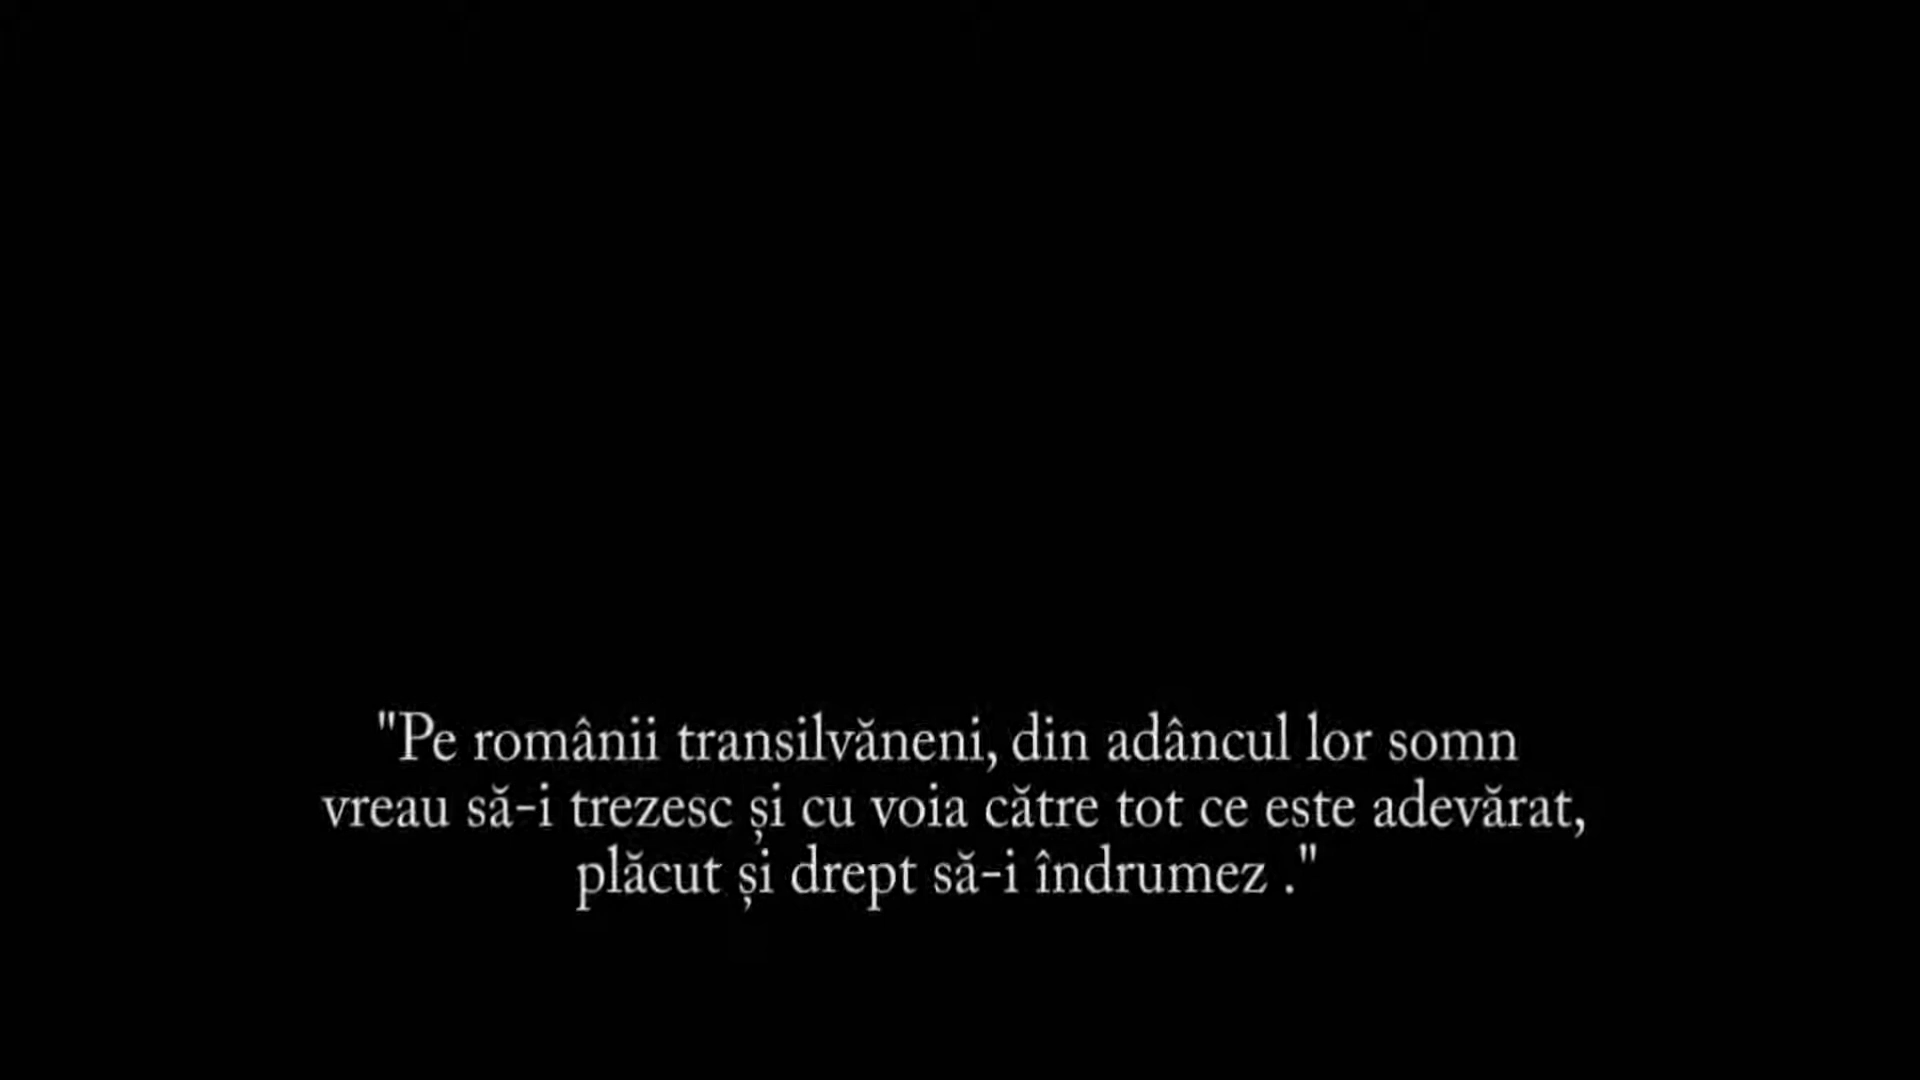 "Pe românii transilvăneni, din adâncul lor somn
vreau să-i trezesc și cu voia către tot ce este adevărat,
plăcut și drept să-i îndrumez ."